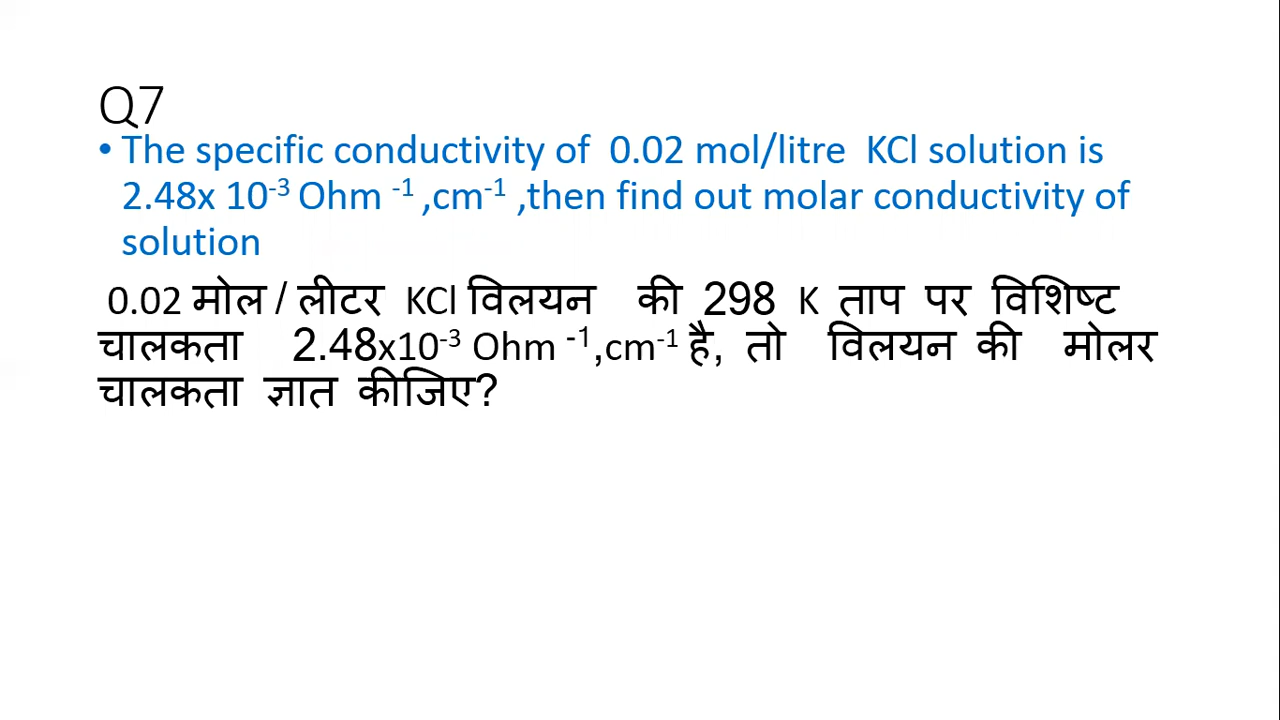 Q7
• The specific conductivity of 0.02 mol/litre KCl solution is
2.48x 10⁻³ Ohm ⁻¹ ,cm⁻¹ ,then find out molar conductivity of
solution
0.02 मोल / लीटर KCl विलयन की 298 K ताप पर विशिष्ट
चालकता 2.48x10⁻³ Ohm ⁻¹,cm⁻¹ है, तो विलयन की मोलर
चालकता ज्ञात कीजिए?